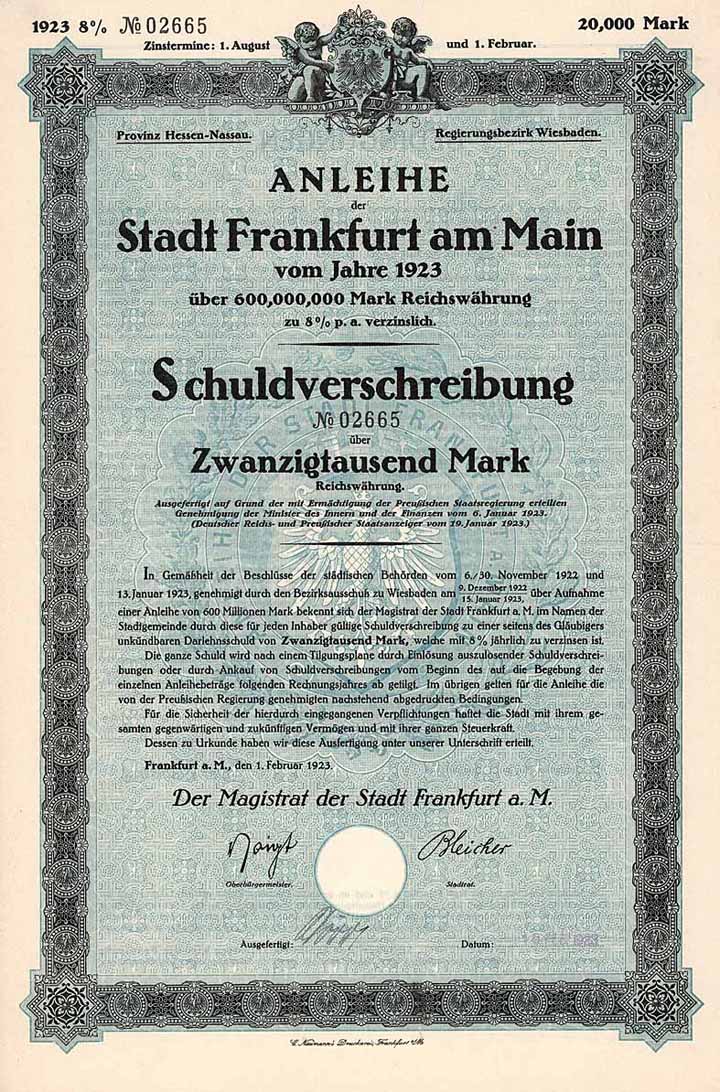 1923 8% № 02665 20,000 Mark
Zinstermine: 1. August und 1. Februar.
Provinz Hessen-Nassau. Regierungsbezirk Wiesbaden.
ANLEIHE
der
Stadt Frankfurt am Main
vom Jahre 1923
über 600,000,000 Mark Reichswährung
zu 8% p. a. verzinslich.
Schuldverschreibung
№ 02665
über
Zwanzigtausend Mark
Reichswährung.
Ausgefertigt auf Grund der mit Ermächtigung der Preußischen Staatsregierung erteilten
Genehmigung der Minister des Innern und der Finanzen vom 6. Januar 1923.
(Deutscher Reichs- und Preußischer Staatsanzeiger vom 19. Januar 1923.)
In Gemäßheit der Beschlüsse der städtischen Behörden vom 6./30. November 1922 und
13. Januar 1923, genehmigt durch den Bezirksausschuß zu Wiesbaden am 9. Dezember 1922 / 15. Januar 1923, über Aufnahme
einer Anleihe von 600 Millionen Mark bekennt sich der Magistrat der Stadt Frankfurt a. M. im Namen der
Stadtgemeinde durch diese für jeden Inhaber gültige Schuldverschreibung zu einer seitens des Gläubigers
unkündbaren Darlehnsschuld von Zwanzigtausend Mark, welche mit 8% jährlich zu verzinsen ist.
Die ganze Schuld wird nach einem Tilgungsplane durch Einlösung auszulosender Schuldverschrei-
bungen oder durch Ankauf von Schuldverschreibungen vom Beginn des auf die Begebung der
einzelnen Anleihebeträge folgenden Rechnungsjahres ab getilgt. Im übrigen gelten für die Anleihe die
von der Preußischen Regierung genehmigten nachstehend abgedruckten Bedingungen.
Für die Sicherheit der hierdurch eingegangenen Verpflichtungen haftet die Stadt mit ihrem ge-
samten gegenwärtigen und zukünftigen Vermögen und mit ihrer ganzen Steuerkraft.
Dessen zu Urkunde haben wir diese Ausfertigung unter unserer Unterschrift erteilt.
Frankfurt a. M., den 1. Februar 1923.
Der Magistrat der Stadt Frankfurt a. M.
Voigt Bleicher
Oberbürgermeister. Stadtrat.
Ausgefertigt: Datum:
C. Naumann's Druckerei, Frankfurt a/M